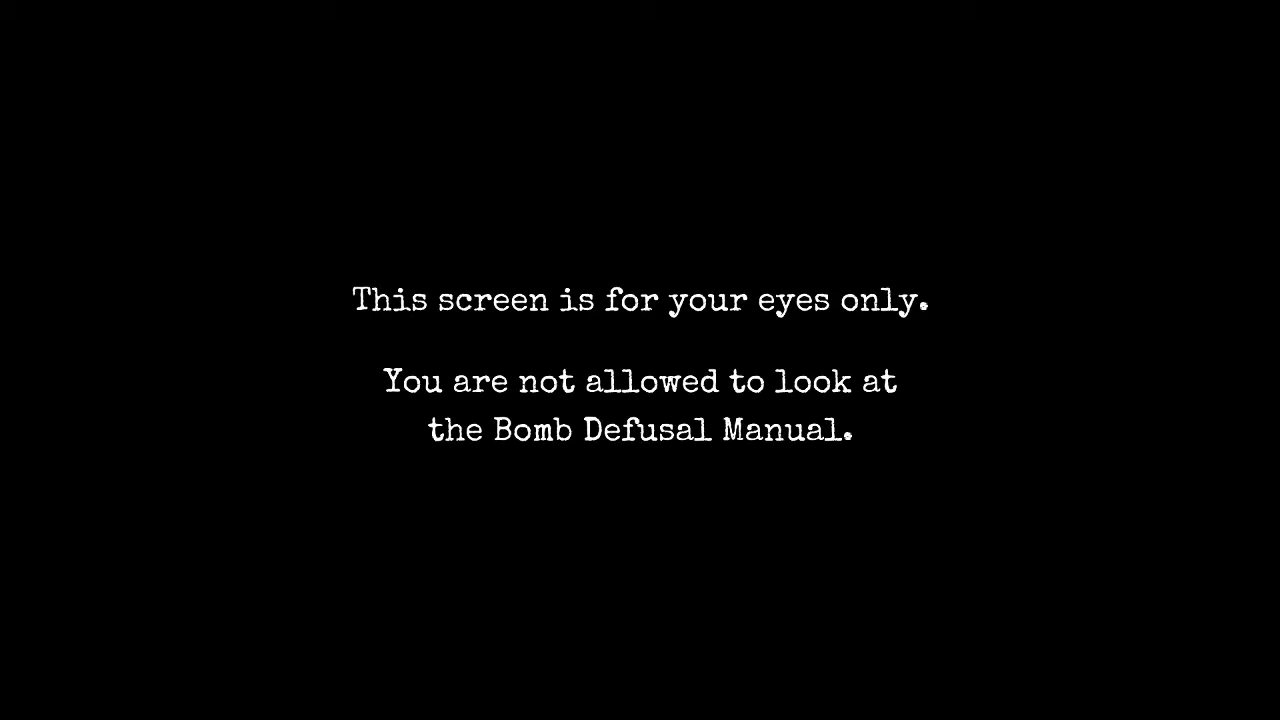 This screen is for your eyes only.
You are not allowed to look at
the Bomb Defusal Manual.